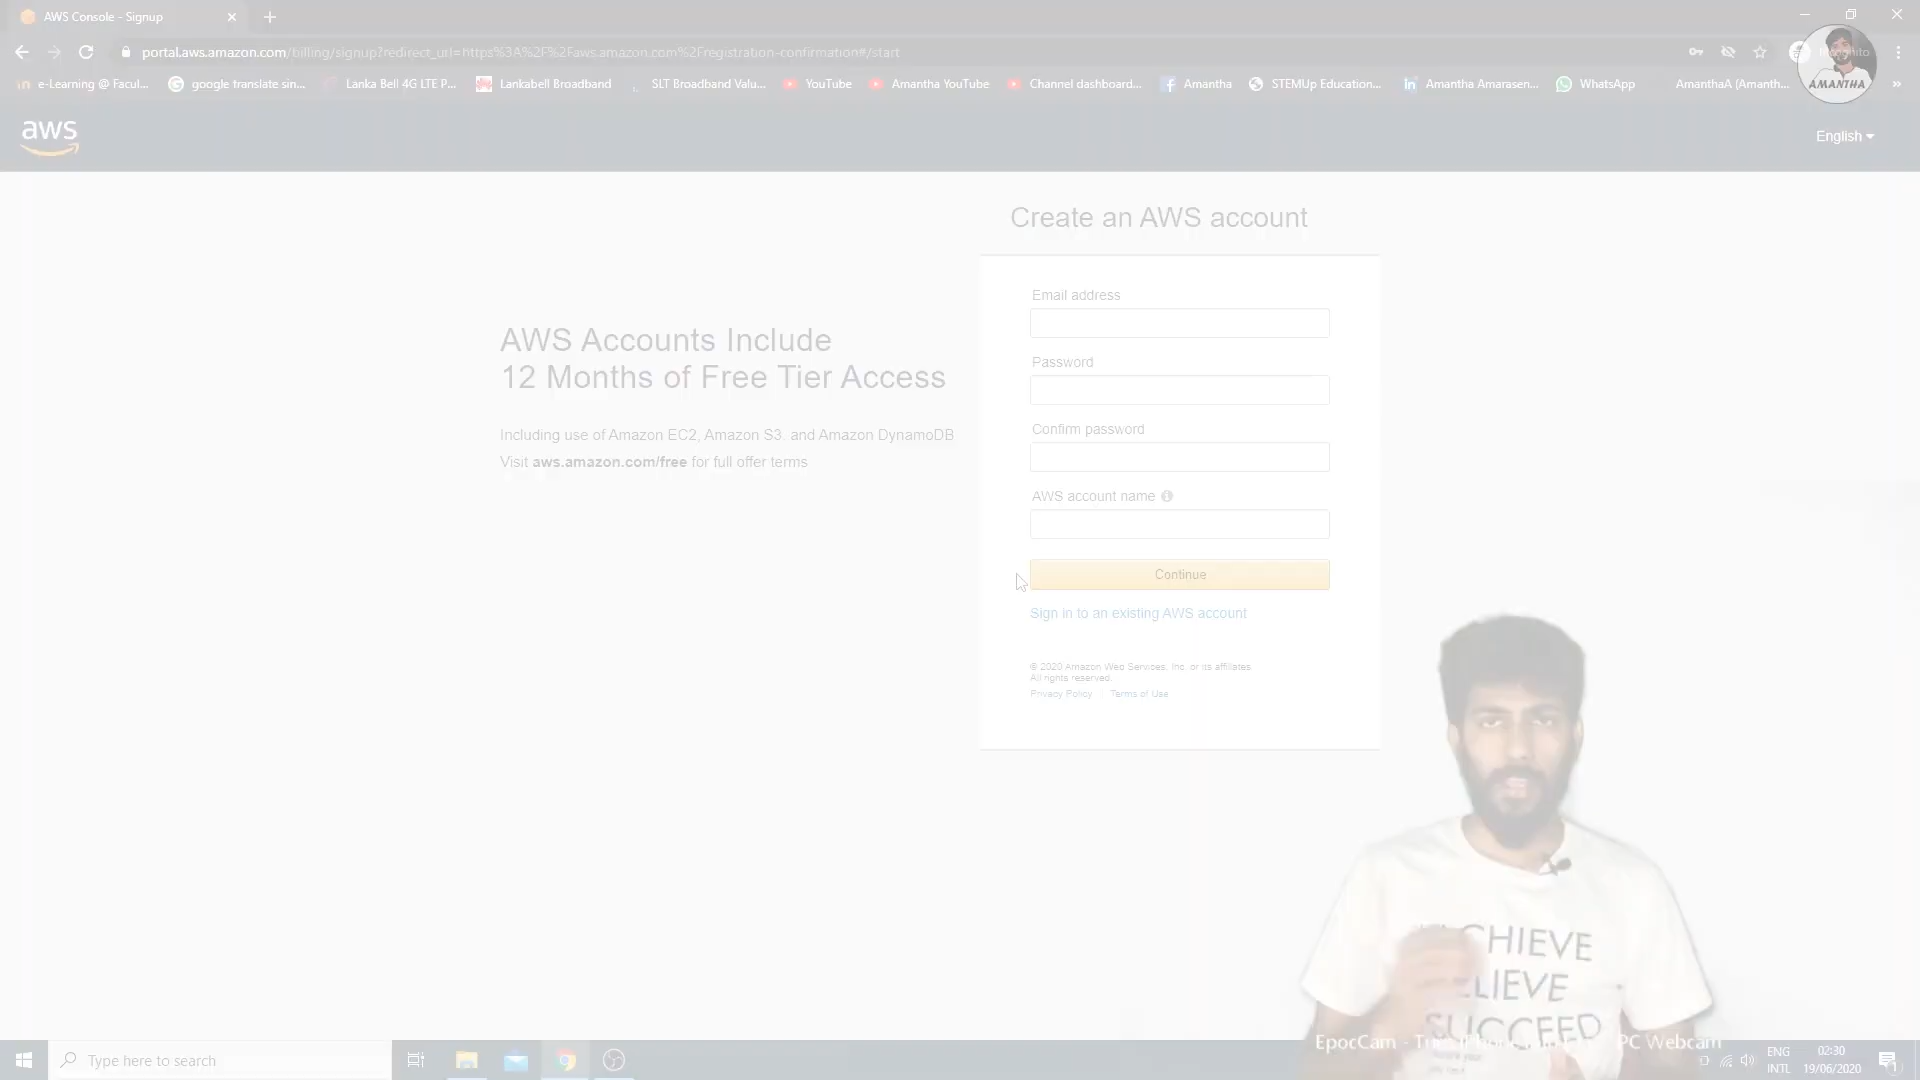 AWS Console - Signup
portal.aws.amazon.com/billing/signup?redirect_url=https%3A%2F%2Faws.amazon.com%2Fregistration-confirmation#/start
e-Learning @ Facul...
google translate sin...
Lanka Bell 4G LTE P...
Lankabell Broadband
SLT Broadband Valu...
YouTube
Amantha YouTube
Channel dashboard...
Amantha
STEMUp Education...
Amantha Amarasen...
WhatsApp
AmanthaA (Amanth...
AMANTHA
aws
English
Create an AWS account
Email address
Password
Confirm password
AWS account name
Continue
Sign in to an existing AWS account
© 2020 Amazon Web Services, Inc. or its affiliates.
All rights reserved.
Privacy Policy | Terms of Use
AWS Accounts Include
12 Months of Free Tier Access
Including use of Amazon EC2, Amazon S3, and Amazon DynamoDB
Visit aws.amazon.com/free for full offer terms
SUCCEED
EpocCam - PC Webcam
Type here to search
ENG
INTL
02:30
19/06/2020
1